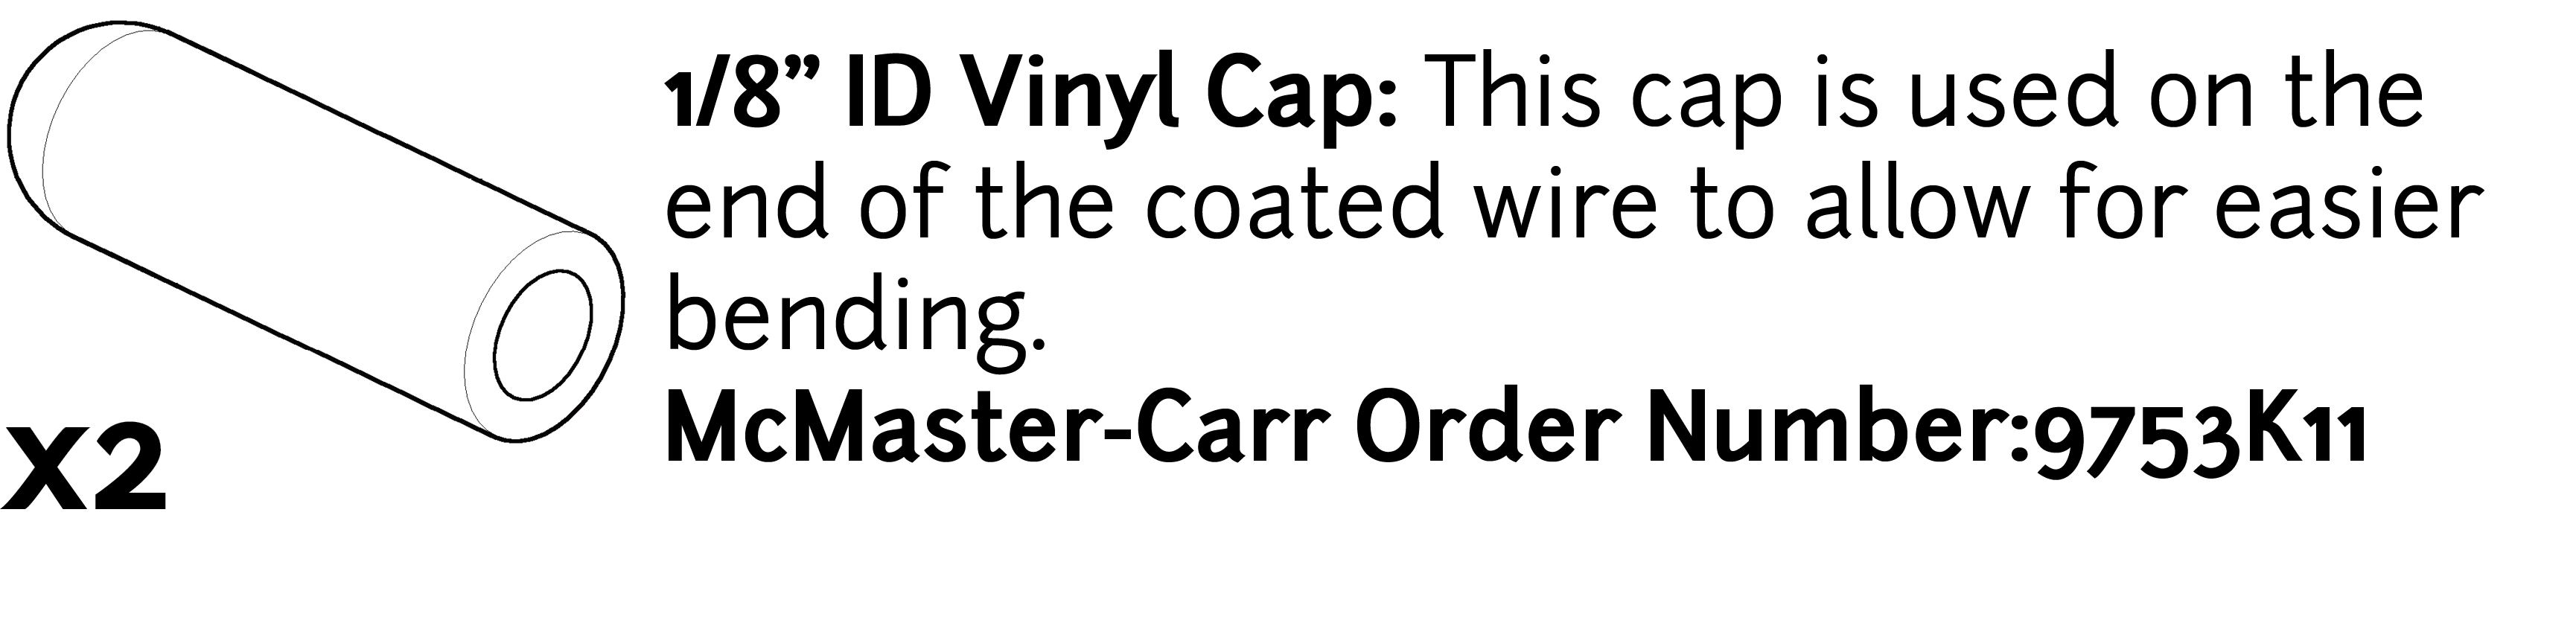 1/8” ID Vinyl Cap: This cap is used on the
end of the coated wire to allow for easier
bending.
McMaster-Carr Order Number:9753K11
X2